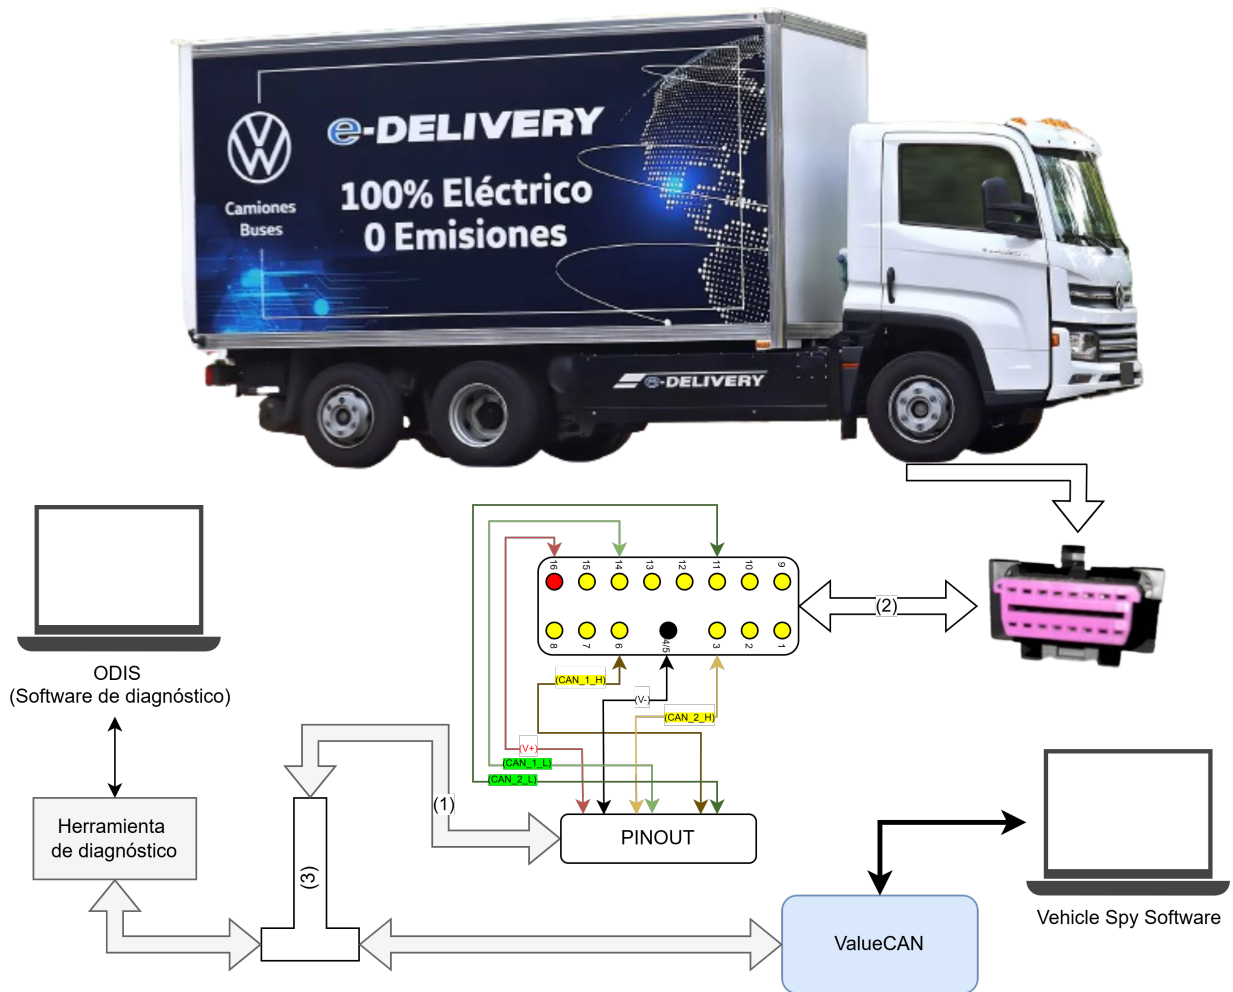 e-DELIVERY
100% Eléctrico
0 Emisiones
Camiones
Buses
e-DELIVERY
16
15
14
13
12
11
10
9
8
7
6
4/5
3
2
1
(2)
(CAN_1_H)
(V-)
(CAN_2_H)
(V+)
(CAN_1_L)
(CAN_2_L)
ODIS
(Software de diagnóstico)
(1)
PINOUT
Herramienta
de diagnóstico
(3)
ValueCAN
Vehicle Spy Software